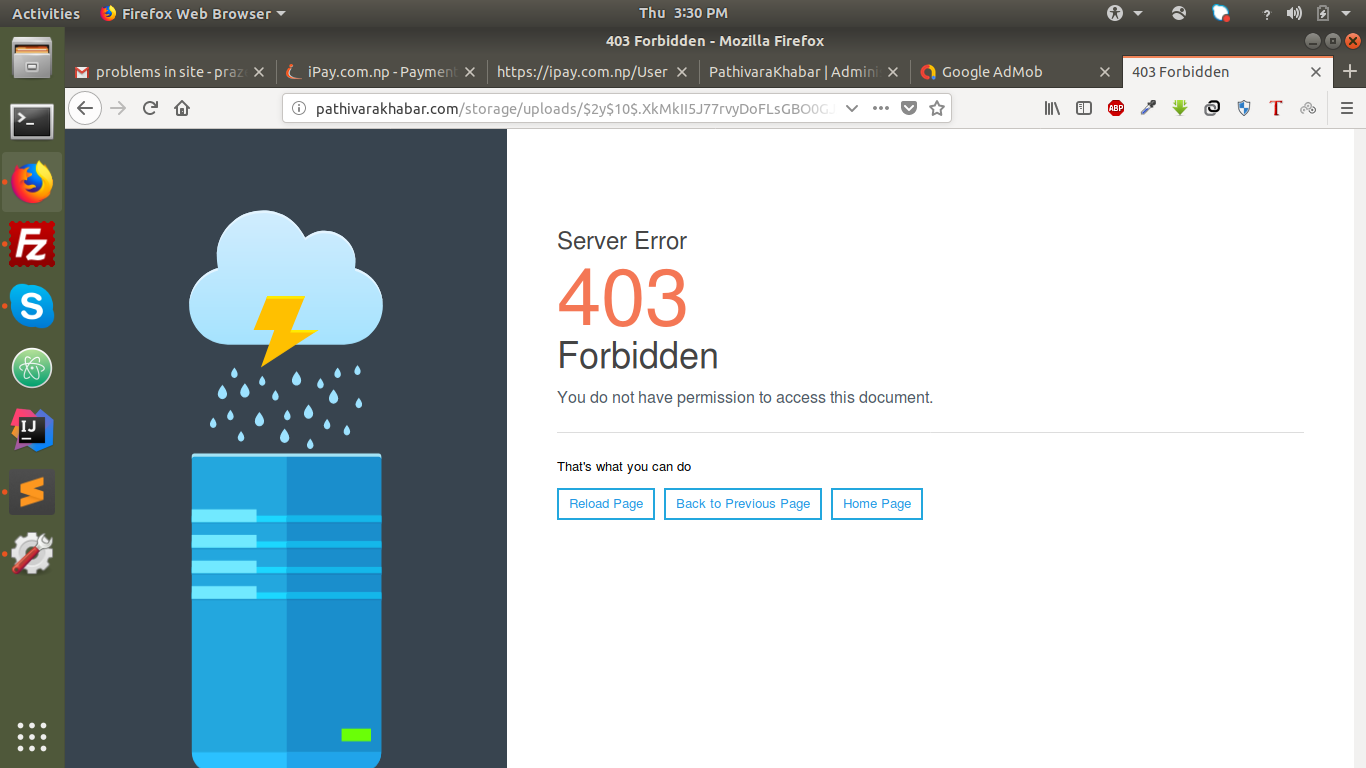 Activities
Firefox Web Browser
Thu 3:30 PM
?
403 Forbidden - Mozilla Firefox
problems in site - praz
iPay.com.np - Payment
https://ipay.com.np/User
PathivaraKhabar | Admini
Google AdMob
403 Forbidden
pathivarakhabar.com/storage/uploads/$2y$10$.XkMkII5J77rvyDoFLsGBO0GJ
ABP
T
Fz
S
IJ
Server Error
403
Forbidden
You do not have permission to access this document.
That's what you can do
Reload Page
Back to Previous Page
Home Page